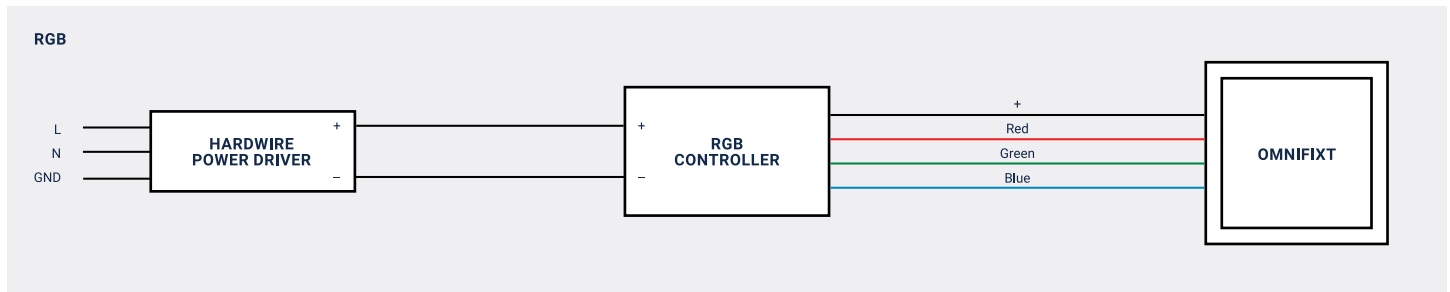 RGB
L
N
GND
HARDWIRE
POWER DRIVER
+
–
+
–
RGB
CONTROLLER
+
Red
Green
Blue
OMNIFIXT